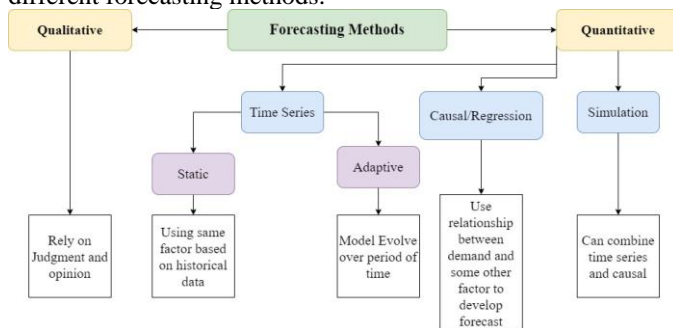 different forecasting methods.
Qualitative
Forecasting Methods
Quantitative
Time Series
Causal/Regression
Simulation
Static
Adaptive
Rely on
Judgment and
opinion
Using same
factor based
on historical
data
Model Evolve
over period of
time
Use
relationship
between
demand and
some other
factor to
develop
forecast
Can combine
time series
and causal